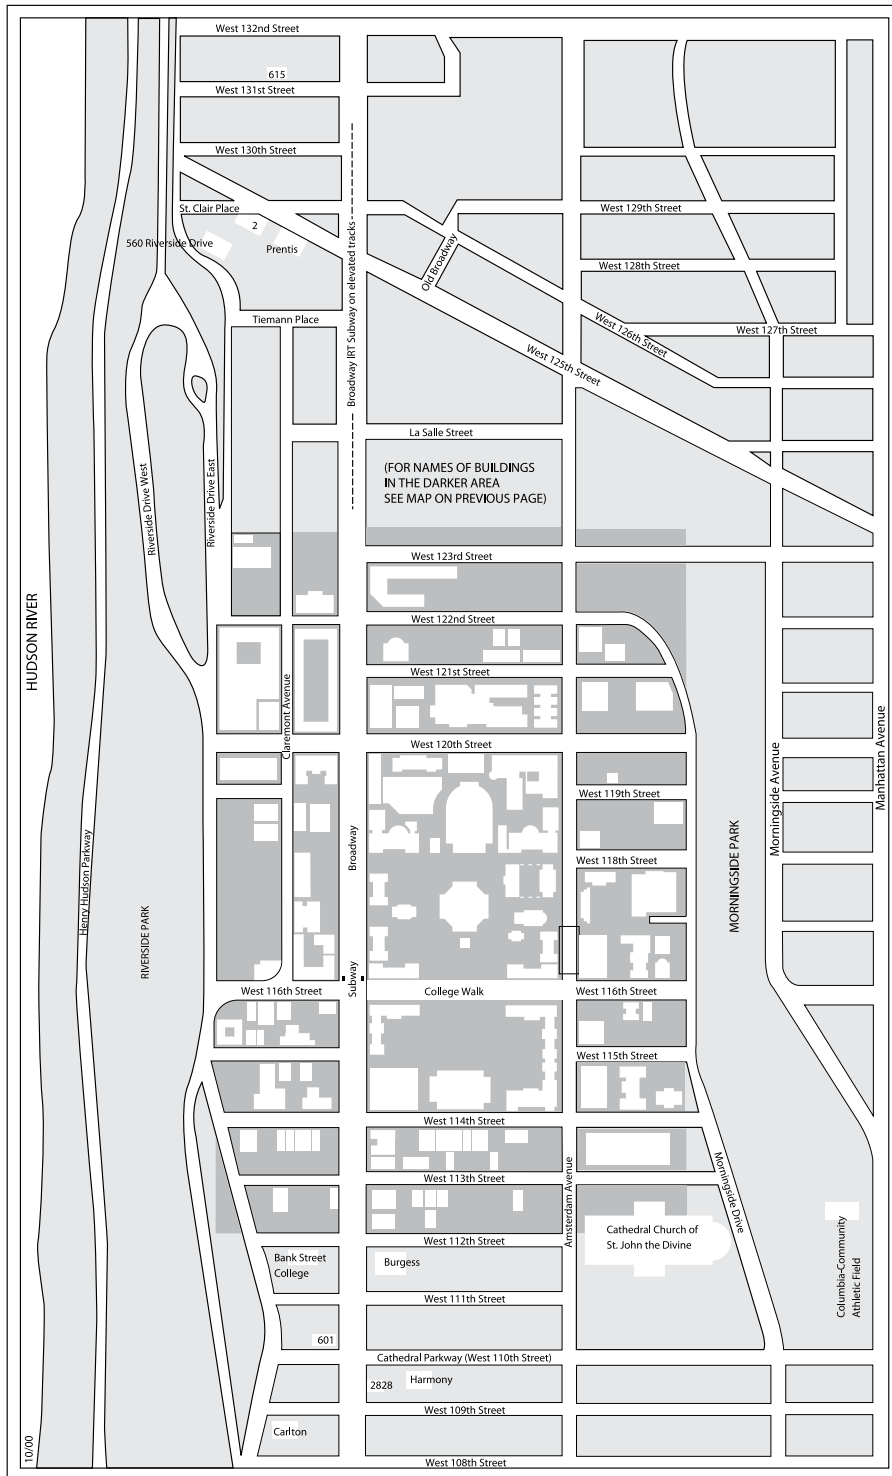 West 132nd Street
615
West 131st Street
West 130th Street
St. Clair Place
2
560 Riverside Drive
Prentis
West 129th Street
Old Broadway
West 128th Street
Tiemann Place
West 126th Street
West 127th Street
Broadway IRT Subway on elevated tracks
West 125th Street
La Salle Street
(FOR NAMES OF BUILDINGS
IN THE DARKER AREA
SEE MAP ON PREVIOUS PAGE)
Riverside Drive West
Riverside Drive East
West 123rd Street
West 122nd Street
HUDSON RIVER
West 121st Street
Claremont Avenue
West 120th Street
Morningside Avenue
Manhattan Avenue
West 119th Street
Henry Hudson Parkway
Broadway
West 118th Street
MORNINGSIDE PARK
RIVERSIDE PARK
West 116th Street
Subway
College Walk
West 116th Street
West 115th Street
West 114th Street
West 113th Street
Amsterdam Avenue
Morningside Drive
West 112th Street
Cathedral Church of
St. John the Divine
Bank Street
College
Burgess
Columbia-Community
Athletic Field
West 111th Street
601
Cathedral Parkway (West 110th Street)
2828
Harmony
West 109th Street
Carlton
10/00
West 108th Street